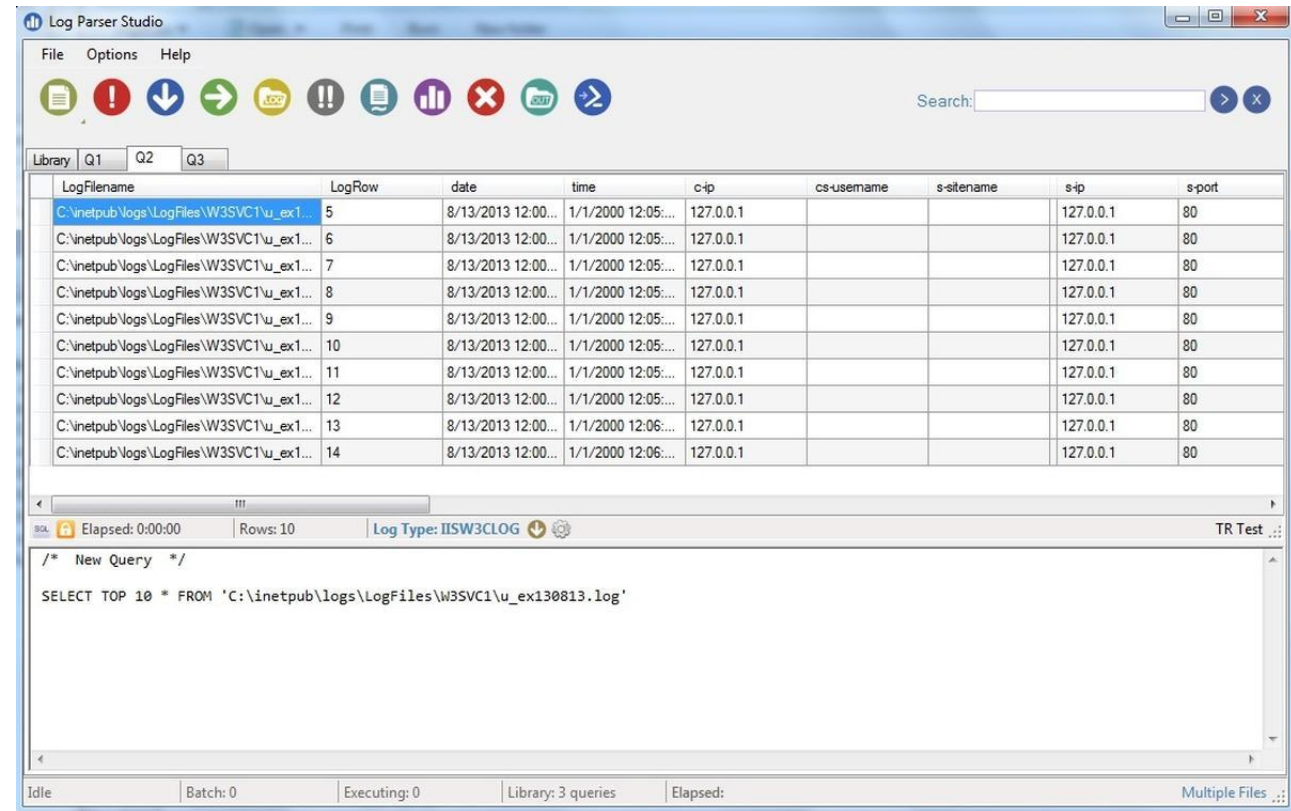 Log Parser Studio
File Options Help
LOG OUT
Search:
Library Q1 Q2 Q3
LogFilename LogRow date time c-ip cs-username s-sitename s-ip s-port
C:\inetpub\logs\LogFiles\W3SVC1\u_ex1... 5 8/13/2013 12:00... 1/1/2000 12:05:... 127.0.0.1 127.0.0.1 80
C:\inetpub\logs\LogFiles\W3SVC1\u_ex1... 6 8/13/2013 12:00... 1/1/2000 12:05:... 127.0.0.1 127.0.0.1 80
C:\inetpub\logs\LogFiles\W3SVC1\u_ex1... 7 8/13/2013 12:00... 1/1/2000 12:05:... 127.0.0.1 127.0.0.1 80
C:\inetpub\logs\LogFiles\W3SVC1\u_ex1... 8 8/13/2013 12:00... 1/1/2000 12:05:... 127.0.0.1 127.0.0.1 80
C:\inetpub\logs\LogFiles\W3SVC1\u_ex1... 9 8/13/2013 12:00... 1/1/2000 12:05:... 127.0.0.1 127.0.0.1 80
C:\inetpub\logs\LogFiles\W3SVC1\u_ex1... 10 8/13/2013 12:00... 1/1/2000 12:05:... 127.0.0.1 127.0.0.1 80
C:\inetpub\logs\LogFiles\W3SVC1\u_ex1... 11 8/13/2013 12:00... 1/1/2000 12:05:... 127.0.0.1 127.0.0.1 80
C:\inetpub\logs\LogFiles\W3SVC1\u_ex1... 12 8/13/2013 12:00... 1/1/2000 12:05:... 127.0.0.1 127.0.0.1 80
C:\inetpub\logs\LogFiles\W3SVC1\u_ex1... 13 8/13/2013 12:00... 1/1/2000 12:06:... 127.0.0.1 127.0.0.1 80
C:\inetpub\logs\LogFiles\W3SVC1\u_ex1... 14 8/13/2013 12:00... 1/1/2000 12:06:... 127.0.0.1 127.0.0.1 80
SQL Elapsed: 0:00:00 Rows: 10 Log Type: IISW3CLOG TR Test
/* New Query */
SELECT TOP 10 * FROM 'C:\inetpub\logs\LogFiles\W3SVC1\u_ex130813.log'
Idle Batch: 0 Executing: 0 Library: 3 queries Elapsed: Multiple Files